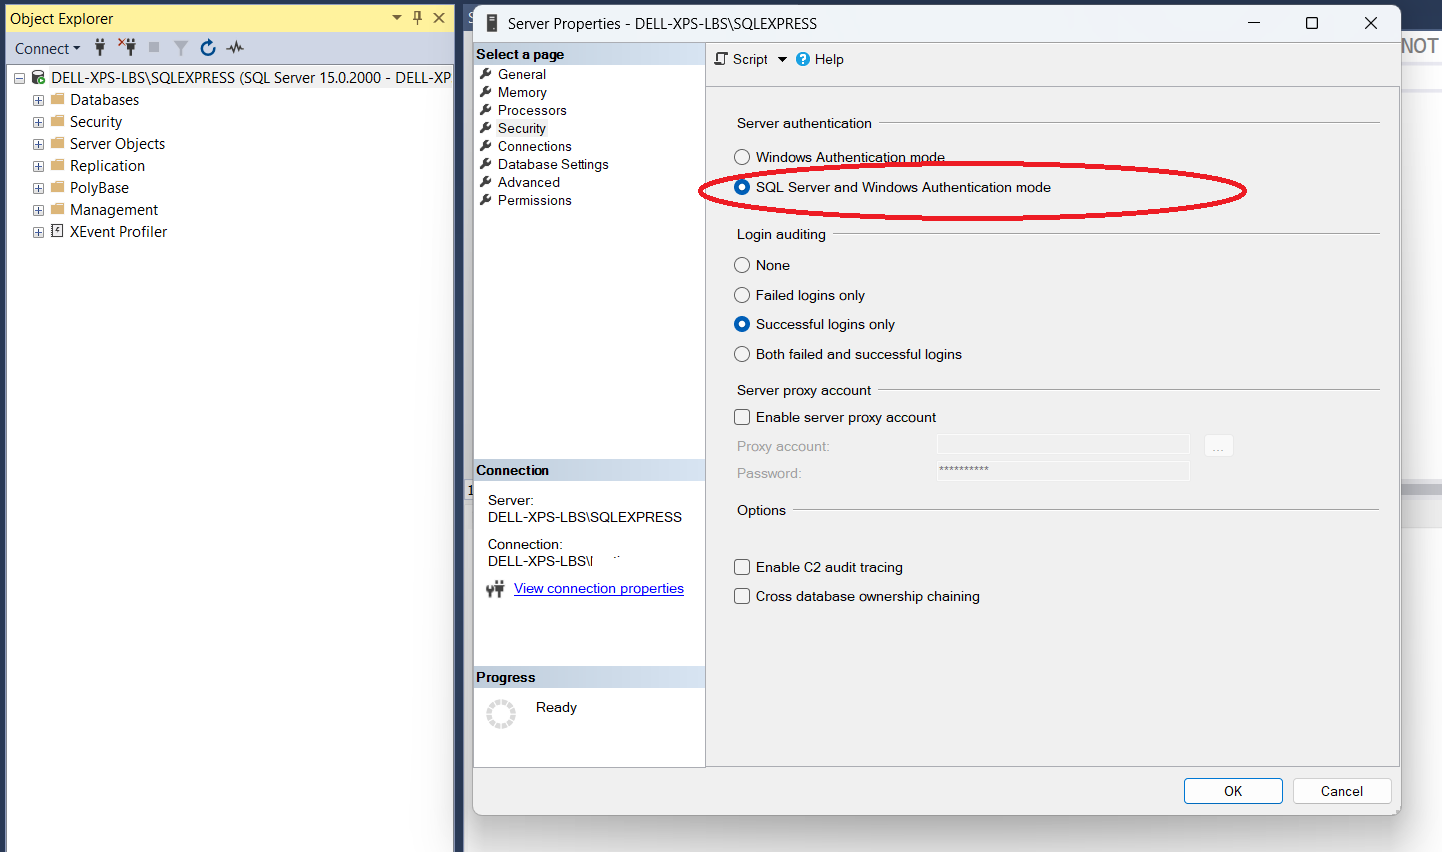 Object Explorer
Connect
DELL-XPS-LBS\SQLEXPRESS (SQL Server 15.0.2000 - DELL-XP
Databases
Security
Server Objects
Replication
PolyBase
Management
XEvent Profiler
Server Properties - DELL-XPS-LBS\SQLEXPRESS
Select a page
General
Memory
Processors
Security
Connections
Database Settings
Advanced
Permissions
Connection
Server:
DELL-XPS-LBS\SQLEXPRESS
Connection:
DELL-XPS-LBS\
View connection properties
Progress
Ready
Script
Help
Server authentication
Windows Authentication mode
SQL Server and Windows Authentication mode
Login auditing
None
Failed logins only
Successful logins only
Both failed and successful logins
Server proxy account
Enable server proxy account
Proxy account:
...
Password:
**********
Options
Enable C2 audit tracing
Cross database ownership chaining
OK
Cancel
NOT
1